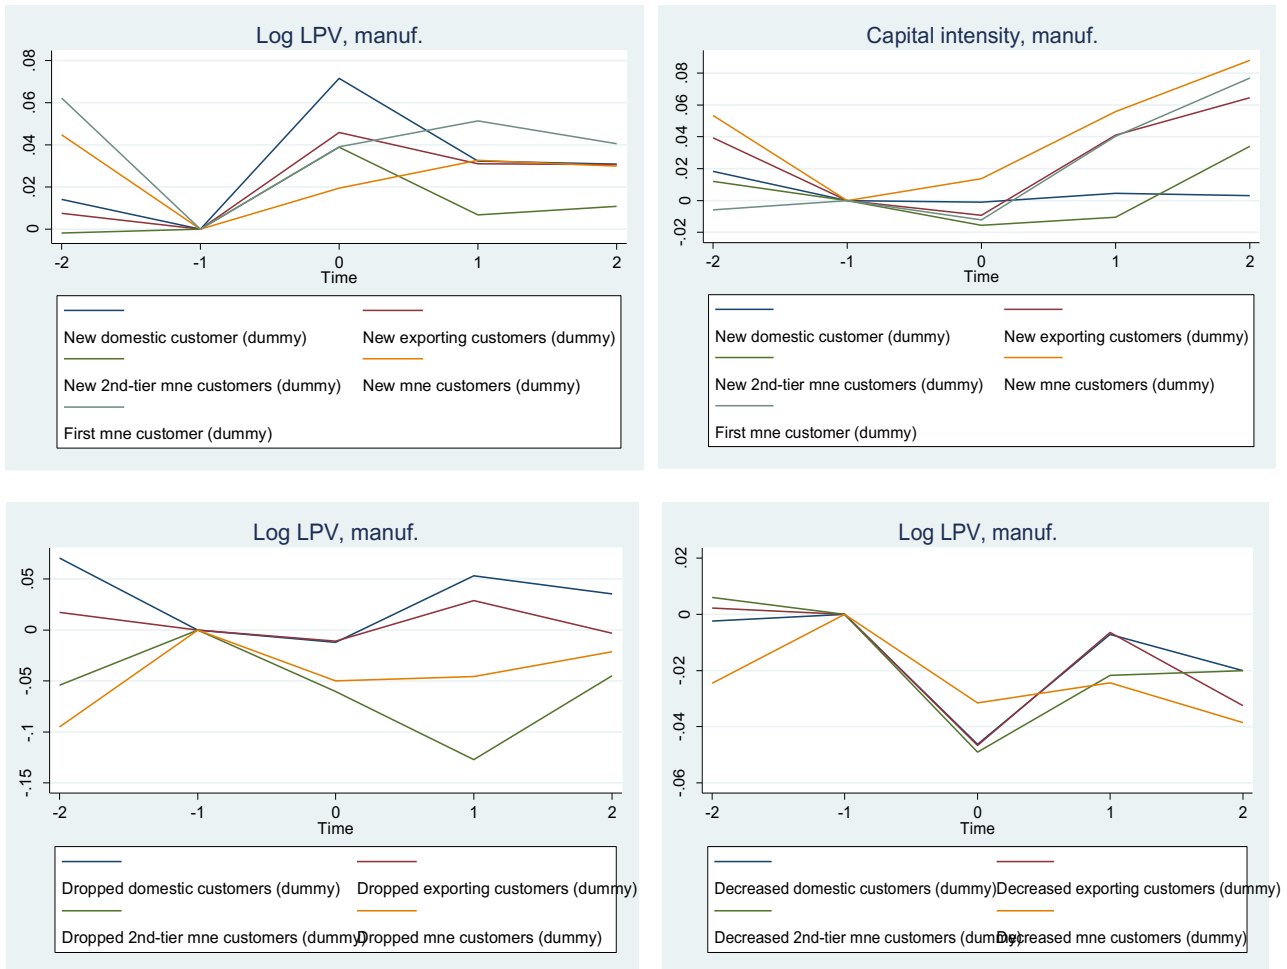 Log LPV, manuf.
.08
.06
.04
.02
0
-2 -1 0 1 2
Time
New domestic customer (dummy) New exporting customers (dummy)
New 2nd-tier mne customers (dummy) New mne customers (dummy)
First mne customer (dummy)
Capital intensity, manuf.
.08
.06
.04
.02
0
-.02
-2 -1 0 1 2
Time
New domestic customer (dummy) New exporting customers (dummy)
New 2nd-tier mne customers (dummy) New mne customers (dummy)
First mne customer (dummy)
Log LPV, manuf.
.05
0
-.05
-.1
-.15
-2 -1 0 1 2
Time
Dropped domestic customers (dummy) Dropped exporting customers (dummy)
Dropped 2nd-tier mne customers (dummy) Dropped mne customers (dummy)
Log LPV, manuf.
.02
0
-.02
-.04
-.06
-2 -1 0 1 2
Time
Decreased domestic customers (dummy) Decreased exporting customers (dummy)
Decreased 2nd-tier mne customers (dummy) Decreased mne customers (dummy)